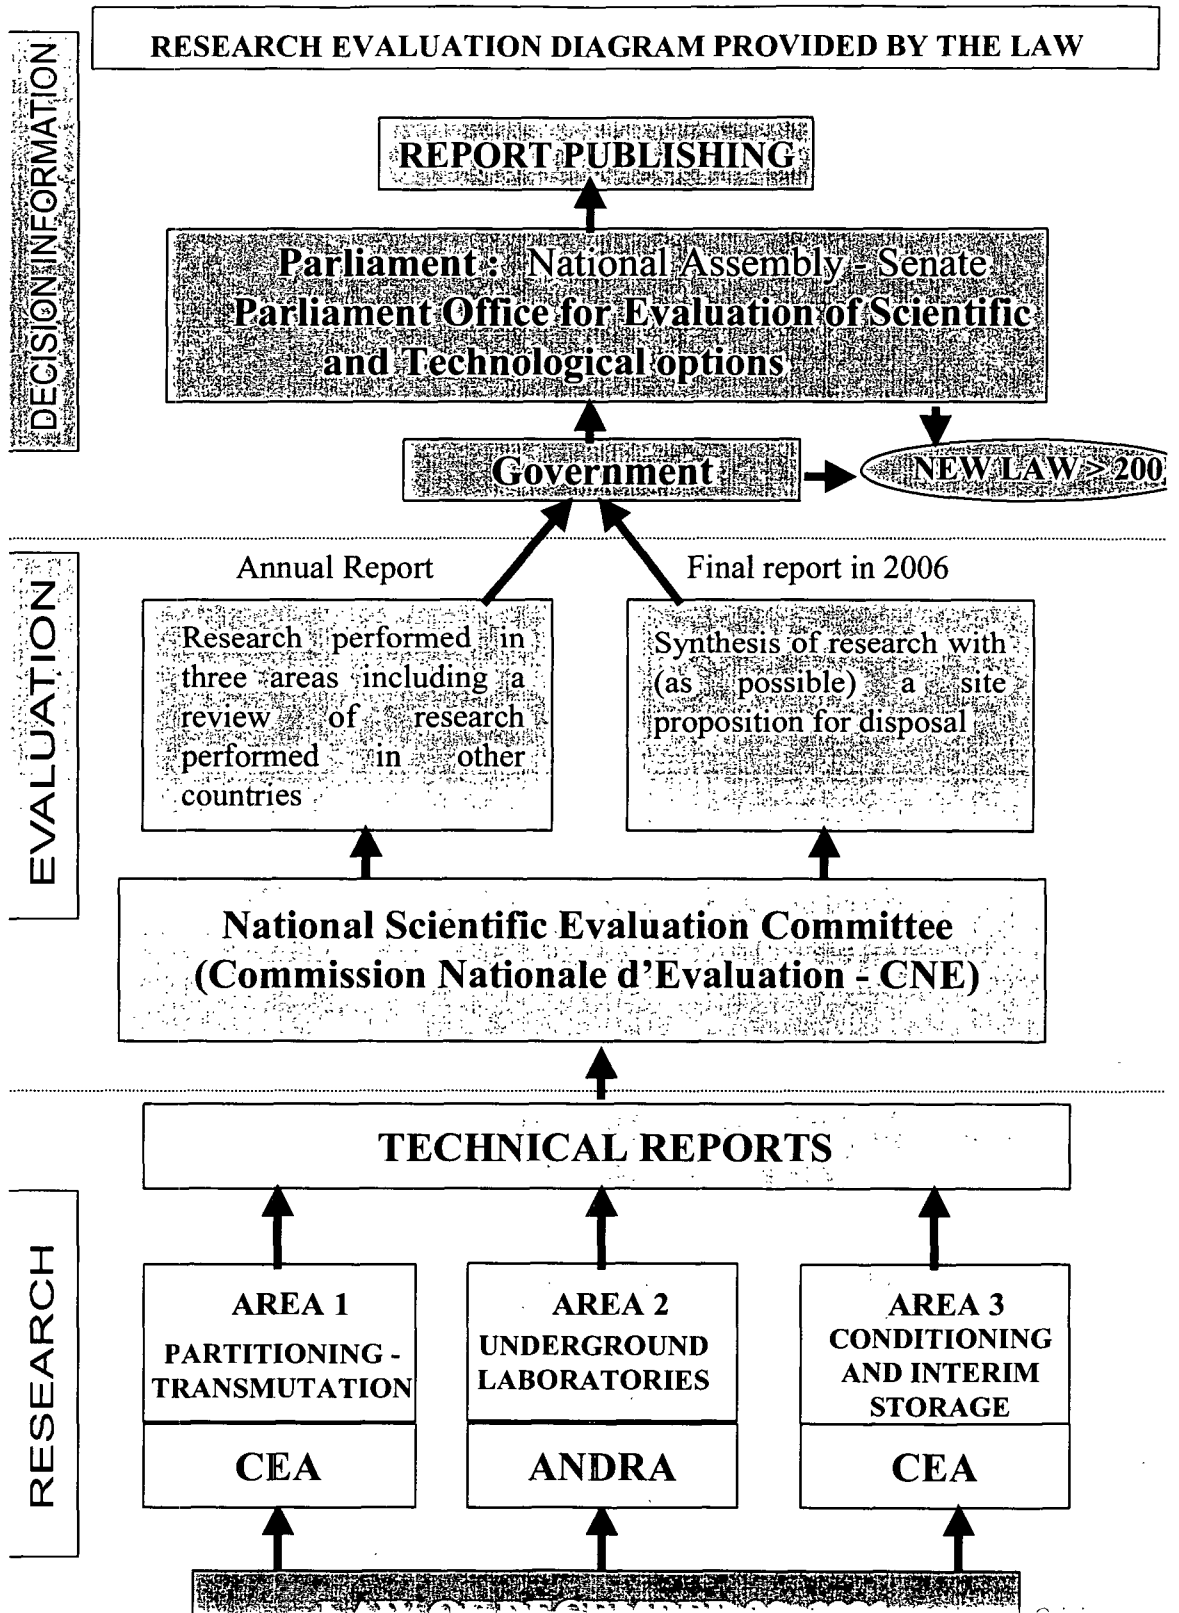 RESEARCH EVALUATION DIAGRAM PROVIDED BY THE LAW
DECISION INFORMATION
REPORT PUBLISHING
Parliament : National Assembly - Senate
Parliament Office for Evaluation of Scientific
and Technological options
Government
NEW LAW > 200
EVALUATION
Annual Report
Final report in 2006
Research performed in
three areas including a
review of research
performed in other
countries
Synthesis of research with
(as possible) a site
proposition for disposal
National Scientific Evaluation Committee
(Commission Nationale d'Evaluation - CNE)
TECHNICAL REPORTS
RESEARCH
AREA 1
PARTITIONING -
TRANSMUTATION
CEA
AREA 2
UNDERGROUND
LABORATORIES
ANDRA
AREA 3
CONDITIONING
AND INTERIM
STORAGE
CEA